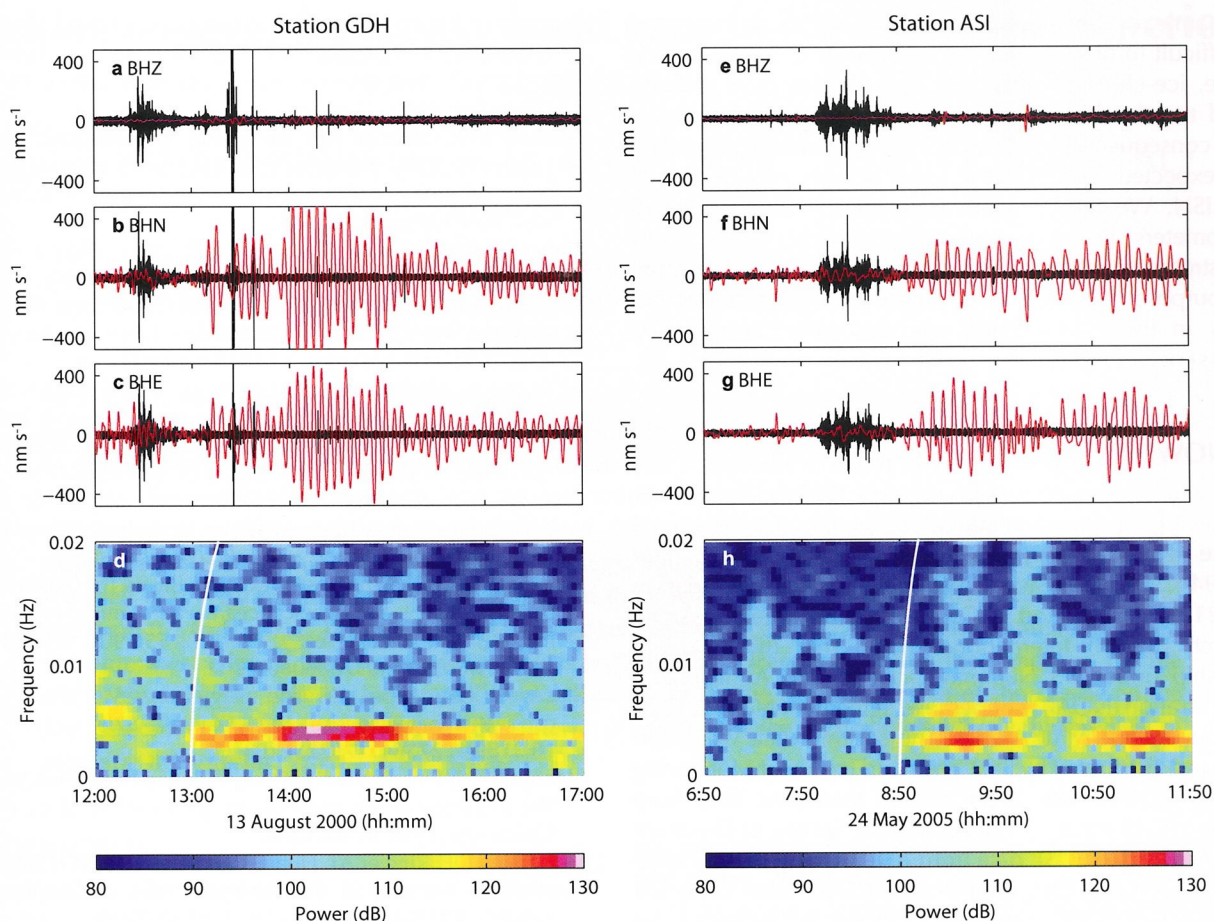 Station GDH
400
a BHZ
0
nm s⁻¹
−400
400
b BHN
0
nm s⁻¹
−400
400
c BHE
0
nm s⁻¹
−400
0.02
d
0.01
Frequency (Hz)
0
12:00 13:00 14:00 15:00 16:00 17:00
13 August 2000 (hh:mm)
80 90 100 110 120 130
Power (dB)
Station ASI
400
e BHZ
0
nm s⁻¹
−400
400
f BHN
0
nm s⁻¹
−400
400
g BHE
0
nm s⁻¹
−400
0.02
h
0.01
Frequency (Hz)
0
6:50 7:50 8:50 9:50 10:50 11:50
24 May 2005 (hh:mm)
80 90 100 110 120 130
Power (dB)